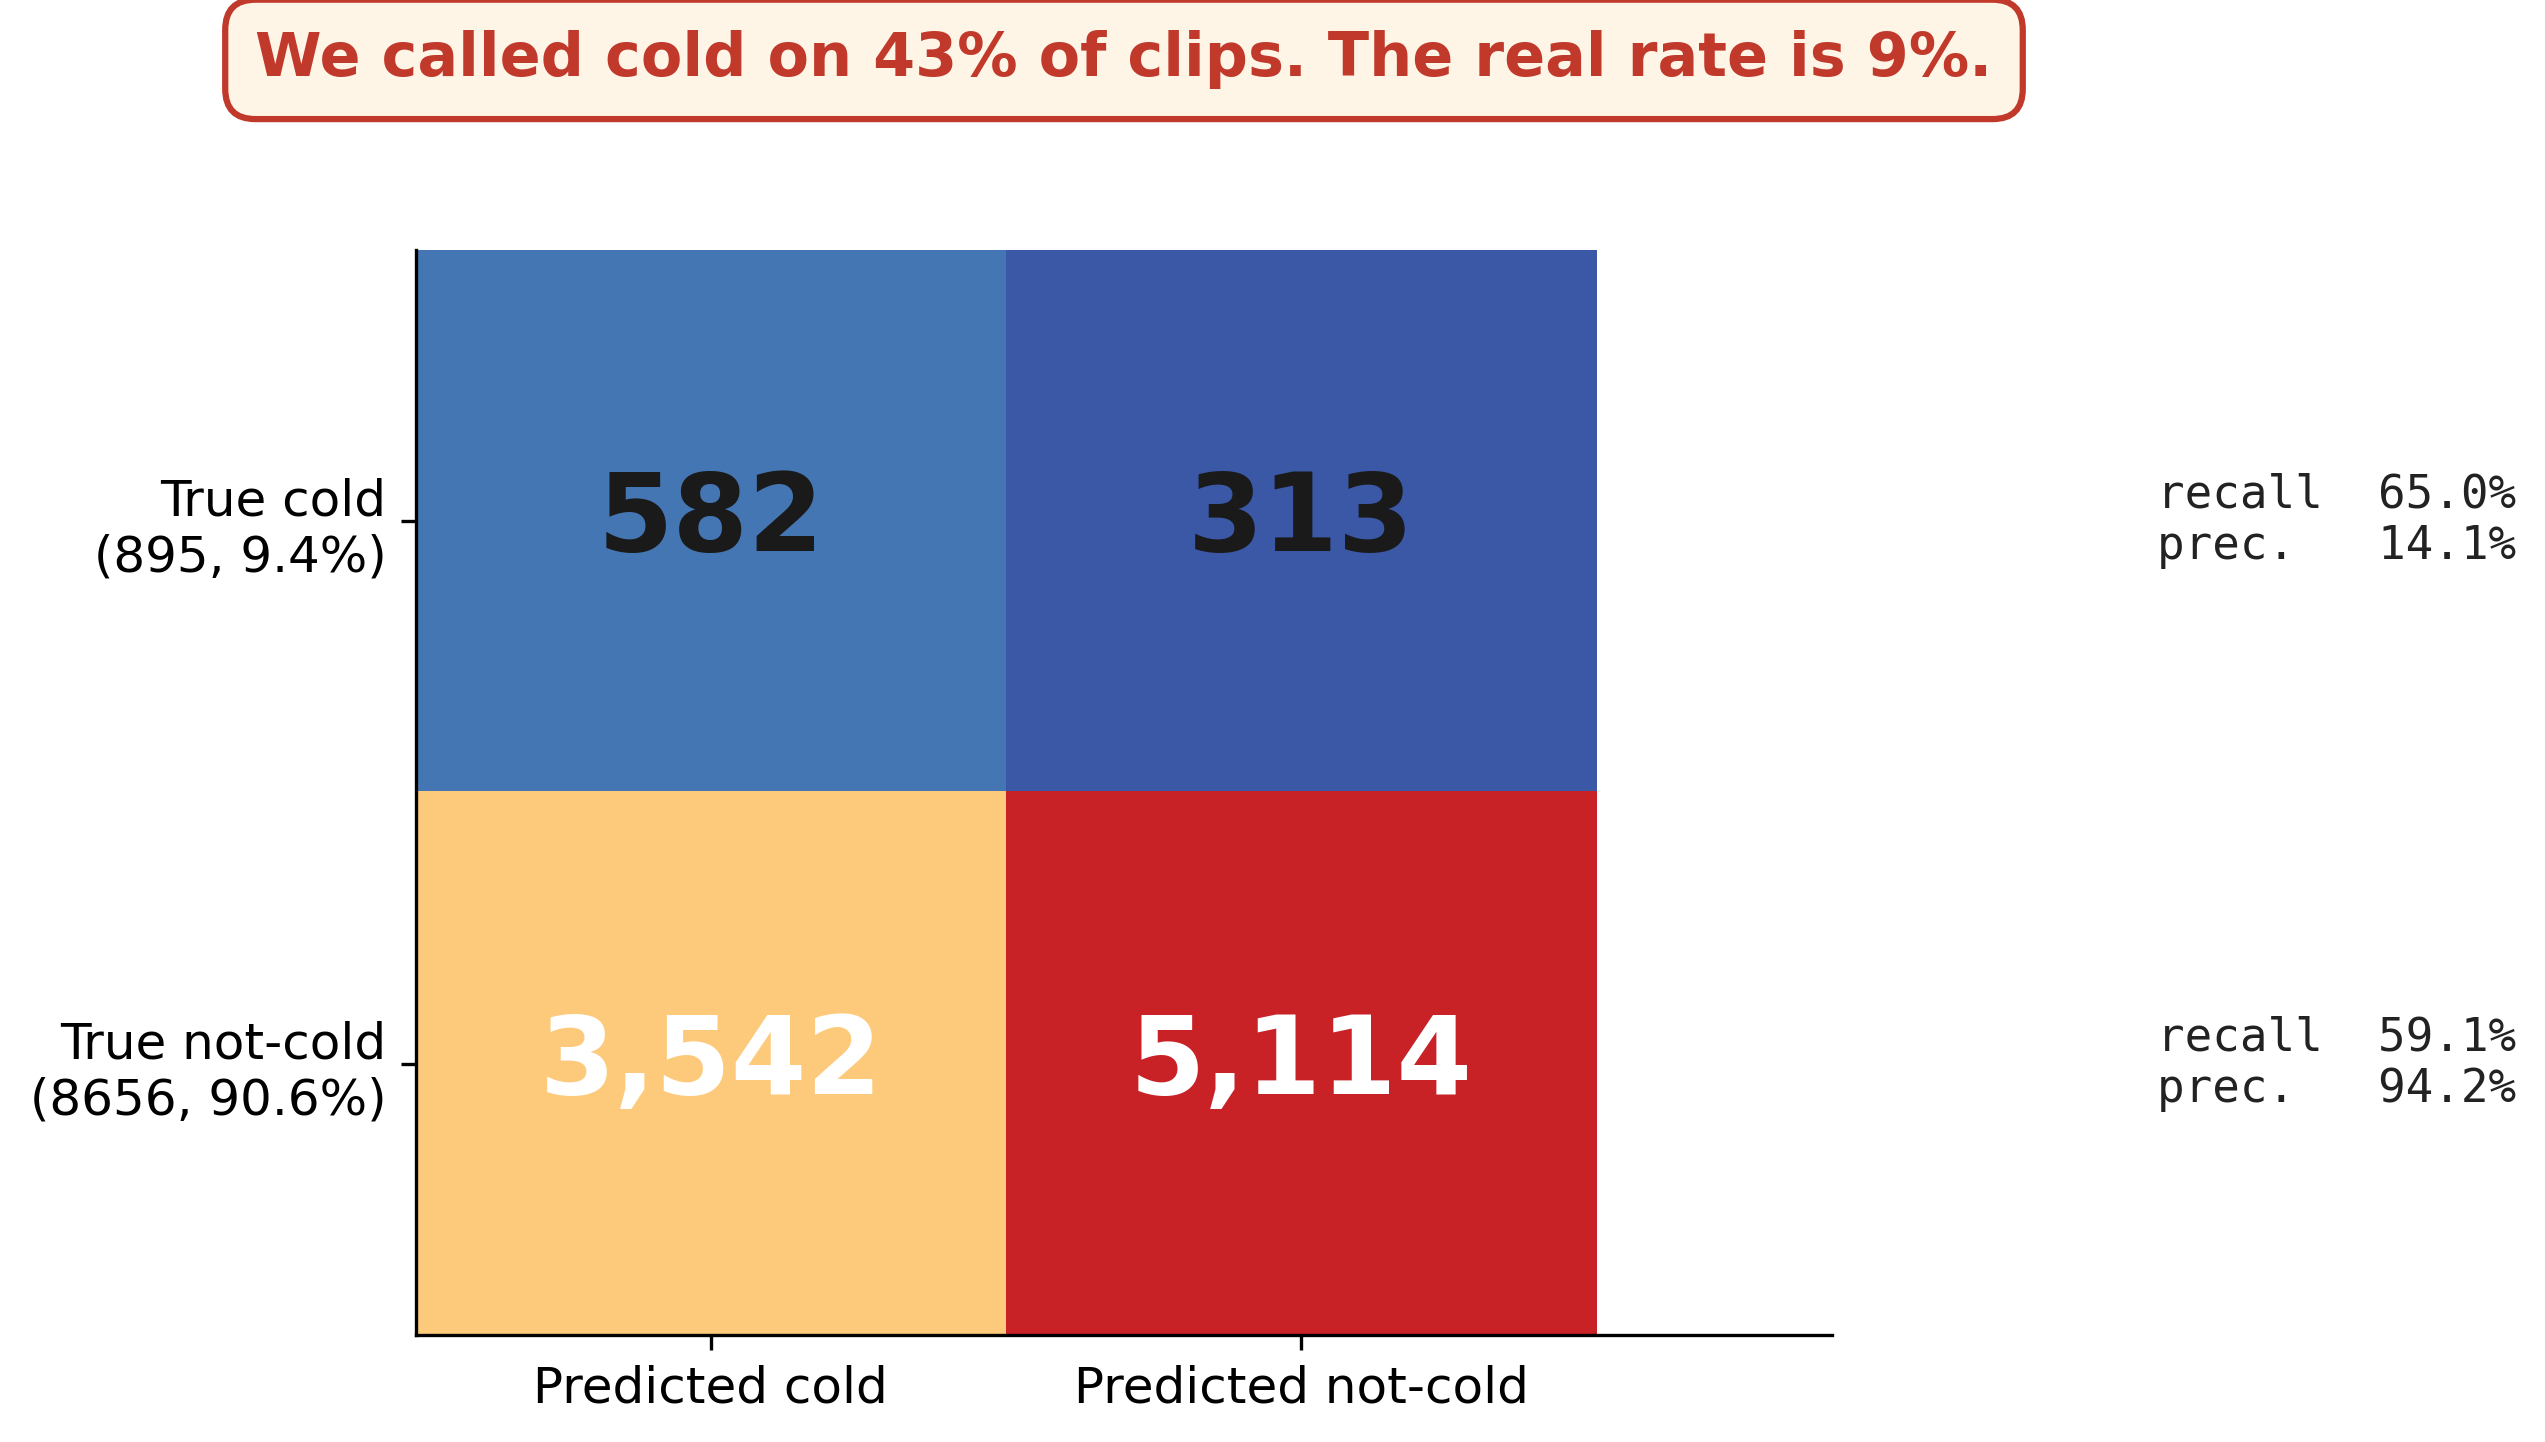 We called cold on 43% of clips. The real rate is 9%.
True cold
(895, 9.4%)
582
313
recall 65.0%
prec. 14.1%
True not-cold
(8656, 90.6%)
3,542
5,114
recall 59.1%
prec. 94.2%
Predicted cold
Predicted not-cold